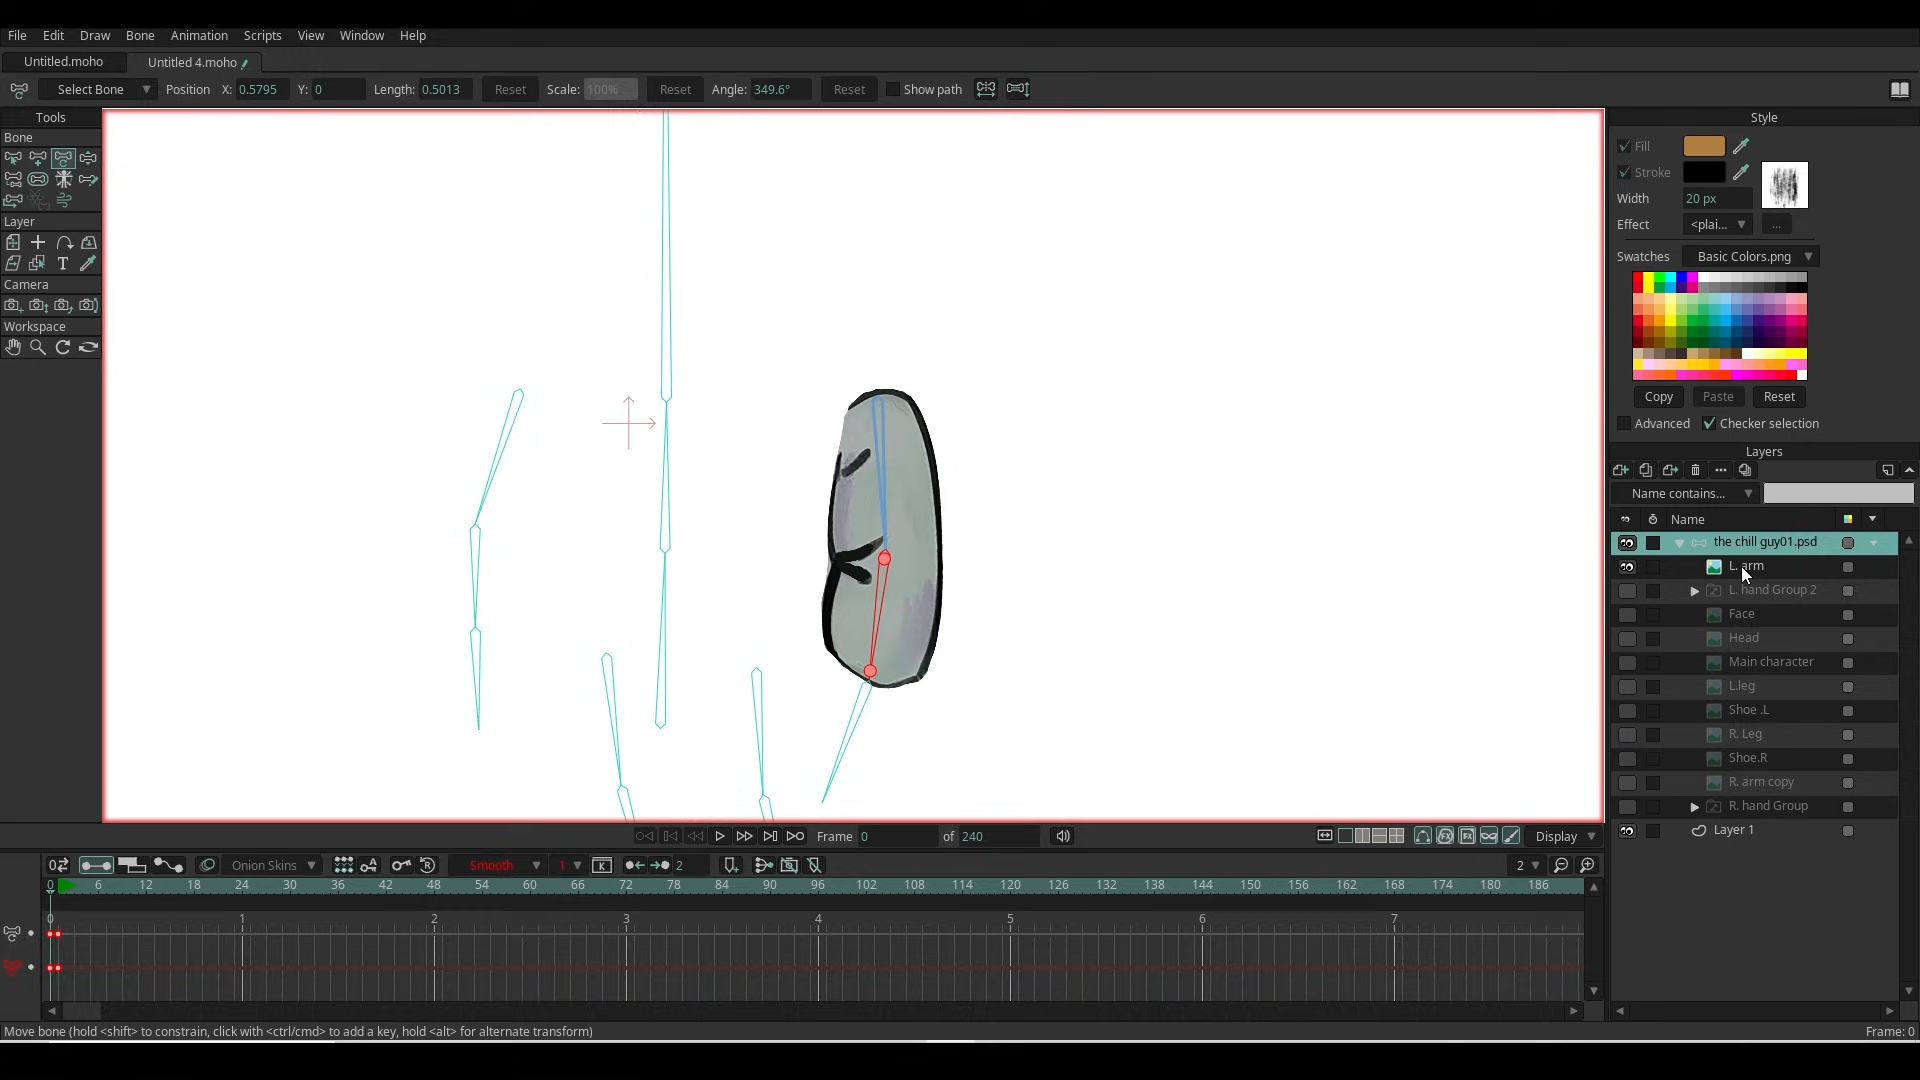 File Edit Draw Bone Animation Scripts View Window Help
Untitled.moho Untitled 4.moho
Select Bone Position X: 0.5795 Y: 0 Length: 0.5013 Reset Scale: 100% Reset Angle: 349.6° Reset Show path
Tools
Bone
Layer
Camera
Workspace
Style
Fill
Stroke
Width 20 px
Effect <plai... ...
Swatches Basic Colors.png
Copy Paste Reset
Advanced Checker selection
Layers
Name contains...
Name
the chill guy01.psd
L. arm
L. hand Group 2
Face
Head
Main character
L.leg
Shoe .L
R. Leg
Shoe.R
R. arm copy
R. hand Group
Layer 1
Frame 0 of 240 Display
Onion Skins Smooth 1 2 2
0 6 12 18 24 30 36 42 48 54 60 66 72 78 84 90 96 102 108 114 120 126 132 138 144 150 156 162 168 174 180 186
0 1 2 3 4 5 6 7
Move bone (hold <shift> to constrain, click with <ctrl/cmd> to add a key, hold <alt> for alternate transform) Frame: 0